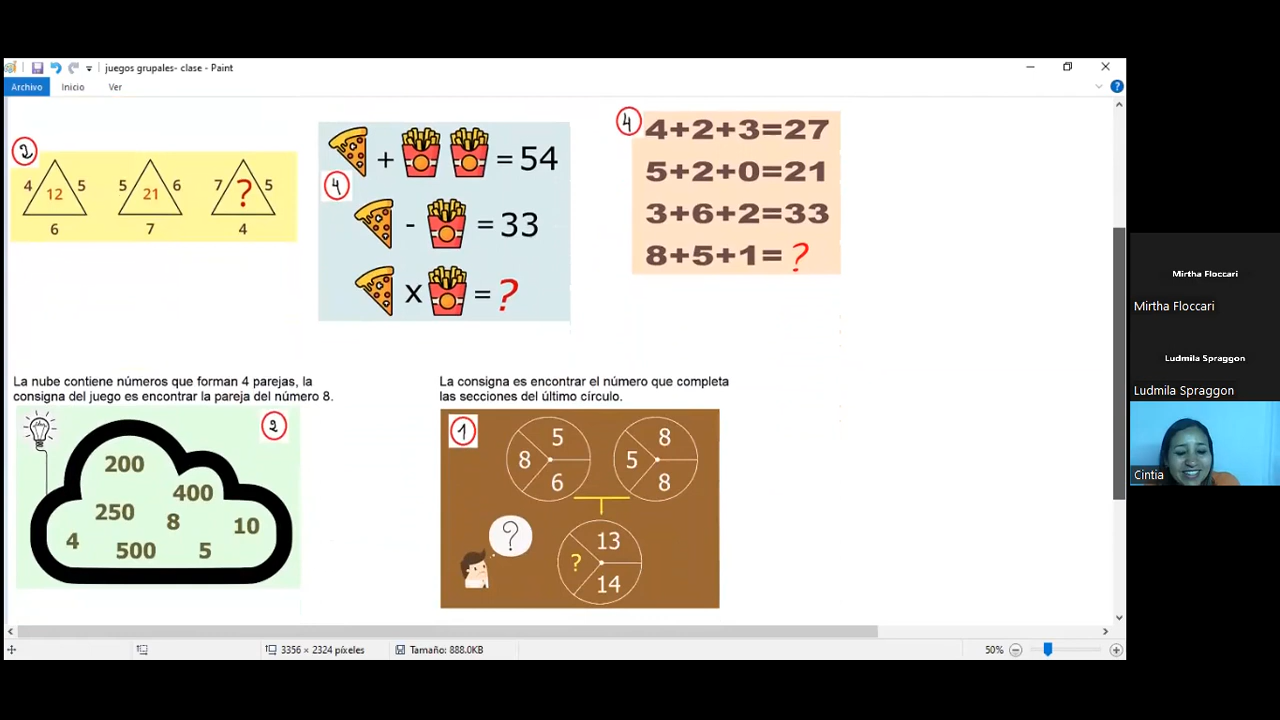 juegos grupales- clase - Paint
Archivo Inicio Ver
2
4 12 5 5 21 6 7 ? 5
6 7 4
4
+ = 54
- = 33
x = ?
4
4+2+3=27
5+2+0=21
3+6+2=33
8+5+1=?
La nube contiene números que forman 4 parejas, la
consigna del juego es encontrar la pareja del número 8.
2
200
400
250
8
10
4
500
5
La consigna es encontrar el número que completa
las secciones del último círculo.
1
5 8
8 5
6 8
?
13
?
14
3356 × 2324 píxeles
Tamaño: 888.0KB
50%
Mirtha Floccari
Mirtha Floccari
Ludmila Spraggon
Ludmila Spraggon
Cintia